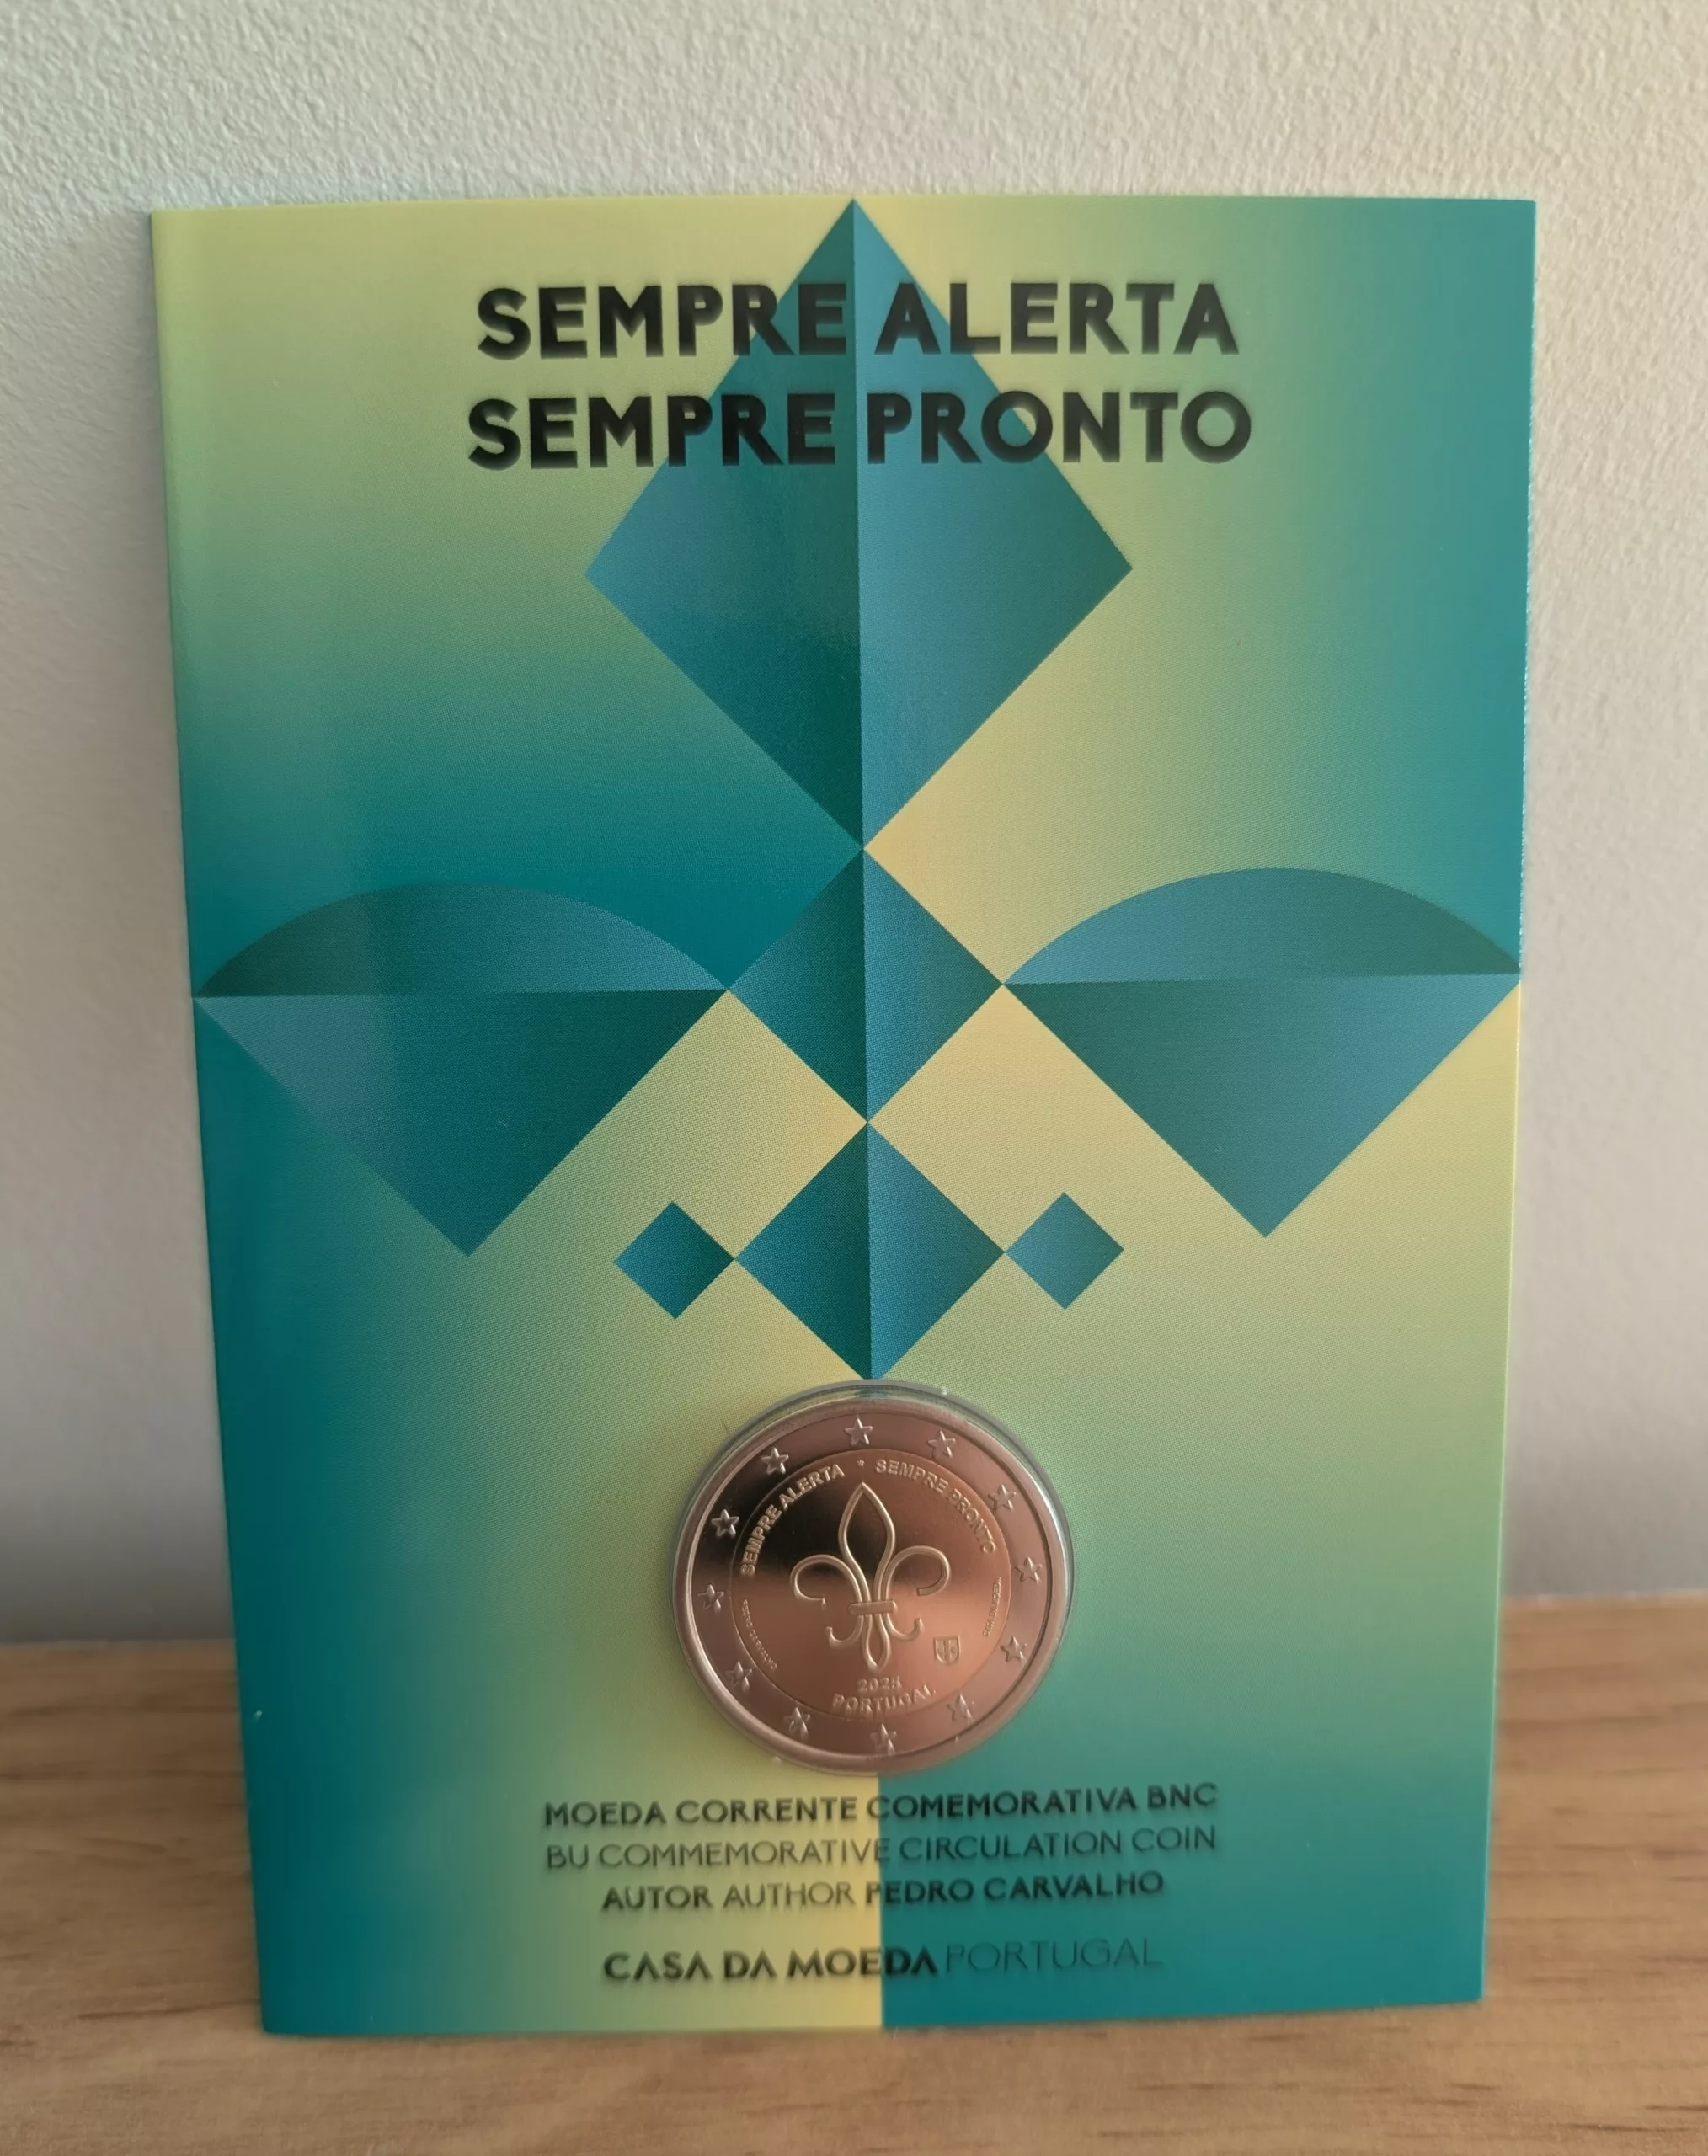 SEMPRE ALERTA
SEMPRE PRONTO
SEMPRE ALERTA * SEMPRE PRONTO
PORTUGAL
MOEDA CORRENTE COMEMORATIVA BNC
BU COMMEMORATIVE CIRCULATION COIN
AUTOR AUTHOR PEDRO CARVALHO
CASA DA MOEDA PORTUGAL